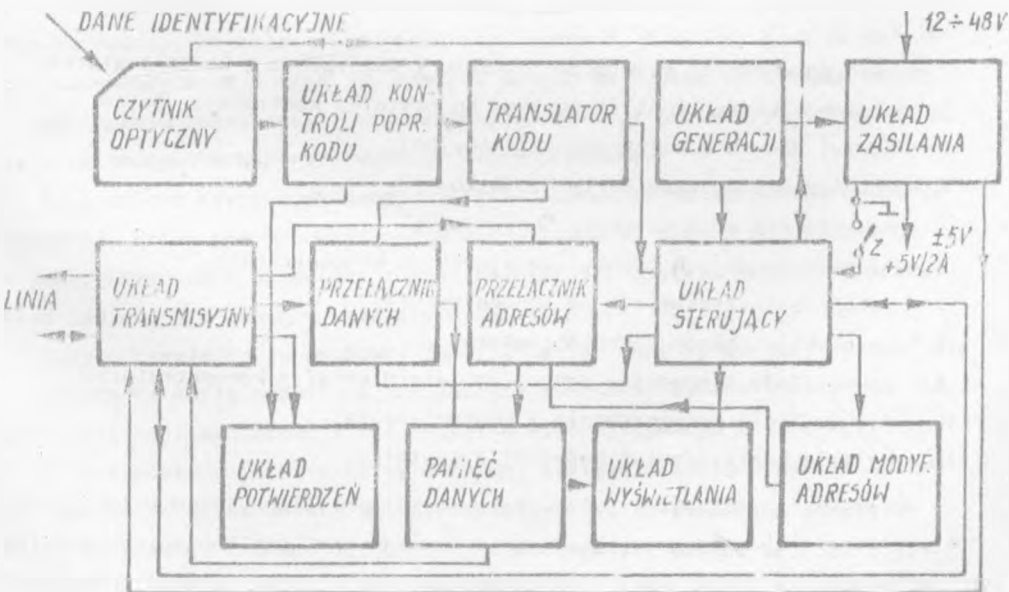 DANE IDENTYFIKACYJNE
12÷48V
CZYTNIK
OPTYCZNY
UKŁAD KON-
TROLI POPR.
KODU
TRANSLATOR
KODU
UKŁAD
GENERACJI
UKŁAD
ZASILANIA
Z
±5V
+5V/2A
LINIA
UKŁAD
TRANSMISYJNY
PRZEŁĄCZNIK
DANYCH
PRZEŁĄCZNIK
ADRESÓW
UKŁAD
STERUJĄCY
UKŁAD
POTWIERDZEŃ
PAMIĘĆ
DANYCH
UKŁAD
WYŚWIETLANIA
UKŁAD MODYF.
ADRESÓW